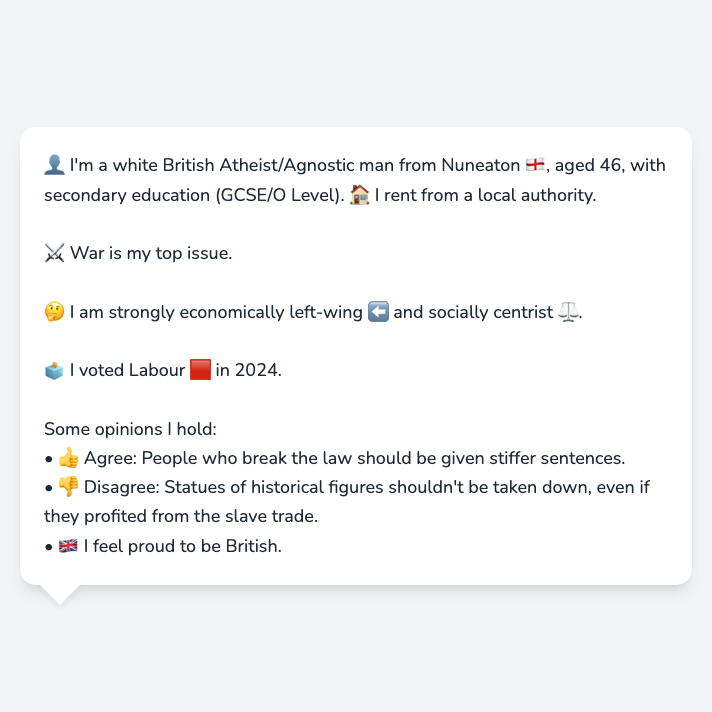 👤 I'm a white British Atheist/Agnostic man from Nuneaton 🏴󠁧󠁢󠁥󠁮󠁧󠁿, aged 46, with
secondary education (GCSE/O Level). 🏠 I rent from a local authority.
⚔️ War is my top issue.
🤔 I am strongly economically left-wing ⬅️ and socially centrist ⚖️.
🗳️ I voted Labour 🟥 in 2024.
Some opinions I hold:
• 👍 Agree: People who break the law should be given stiffer sentences.
• 👎 Disagree: Statues of historical figures shouldn't be taken down, even if
they profited from the slave trade.
• 🇬🇧 I feel proud to be British.